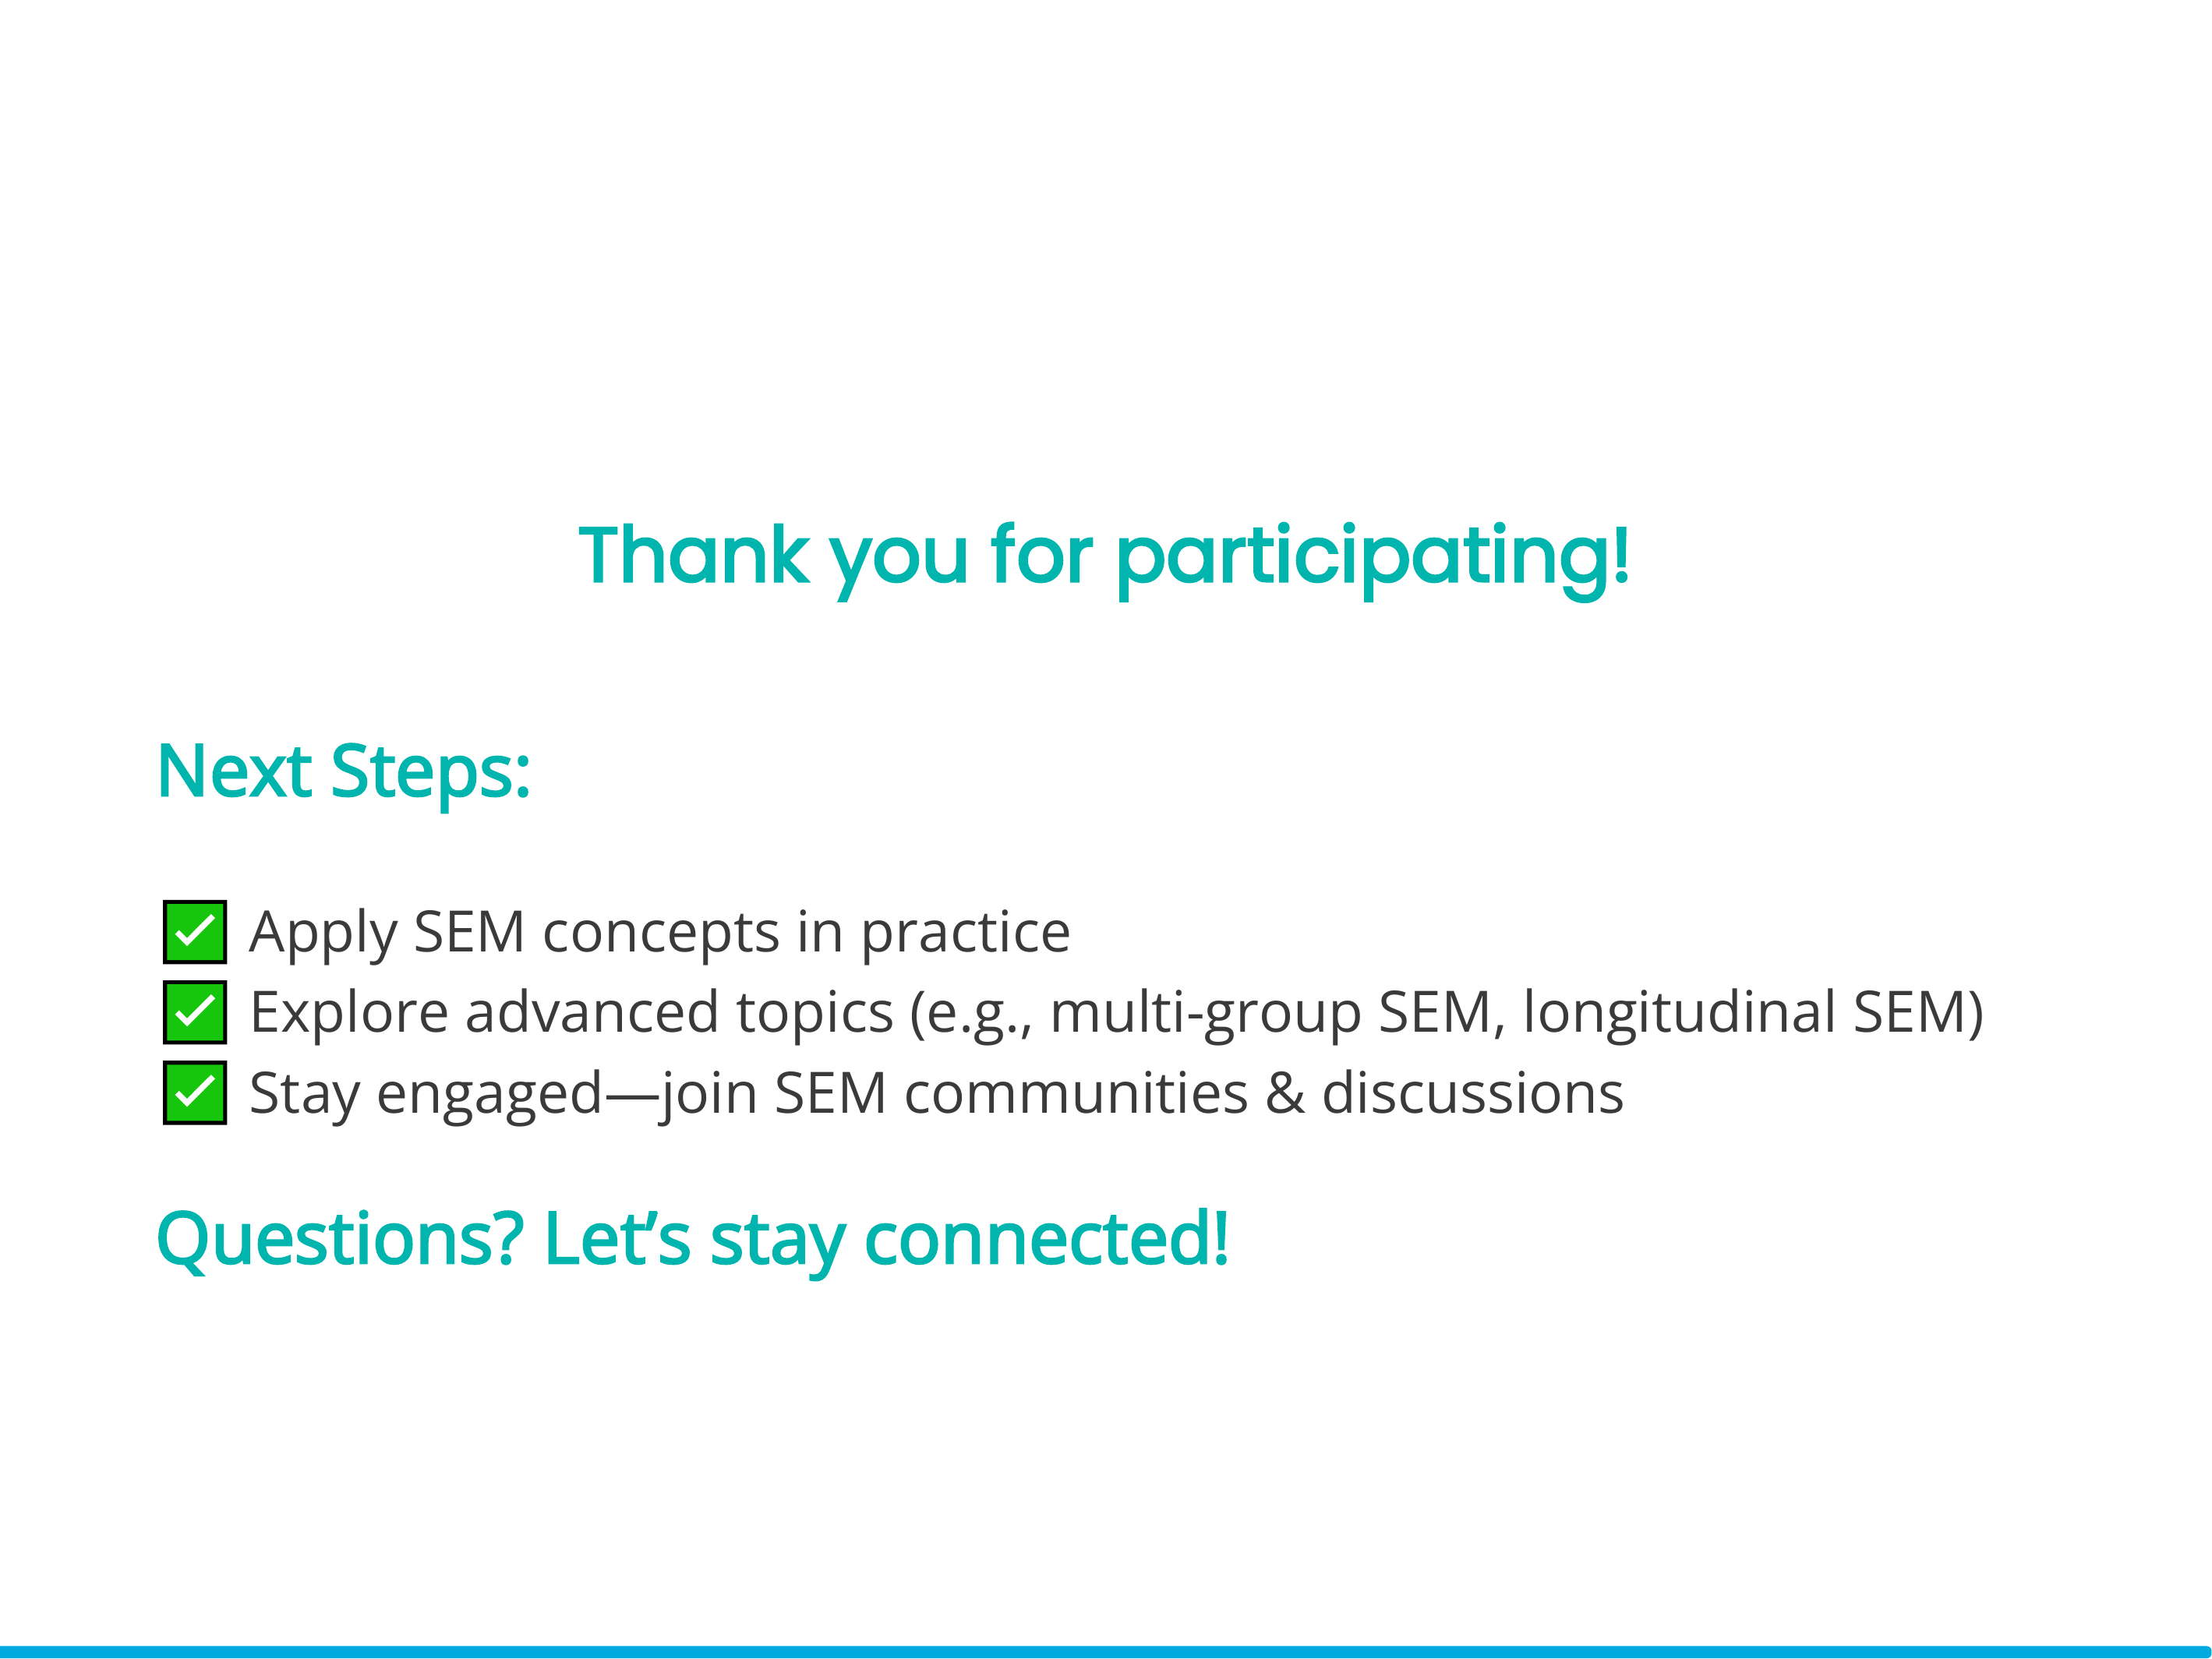 Thank you for participating!
Next Steps:
✅ Apply SEM concepts in practice
✅ Explore advanced topics (e.g., multi-group SEM, longitudinal SEM)
✅ Stay engaged—join SEM communities & discussions
Questions? Let’s stay connected!